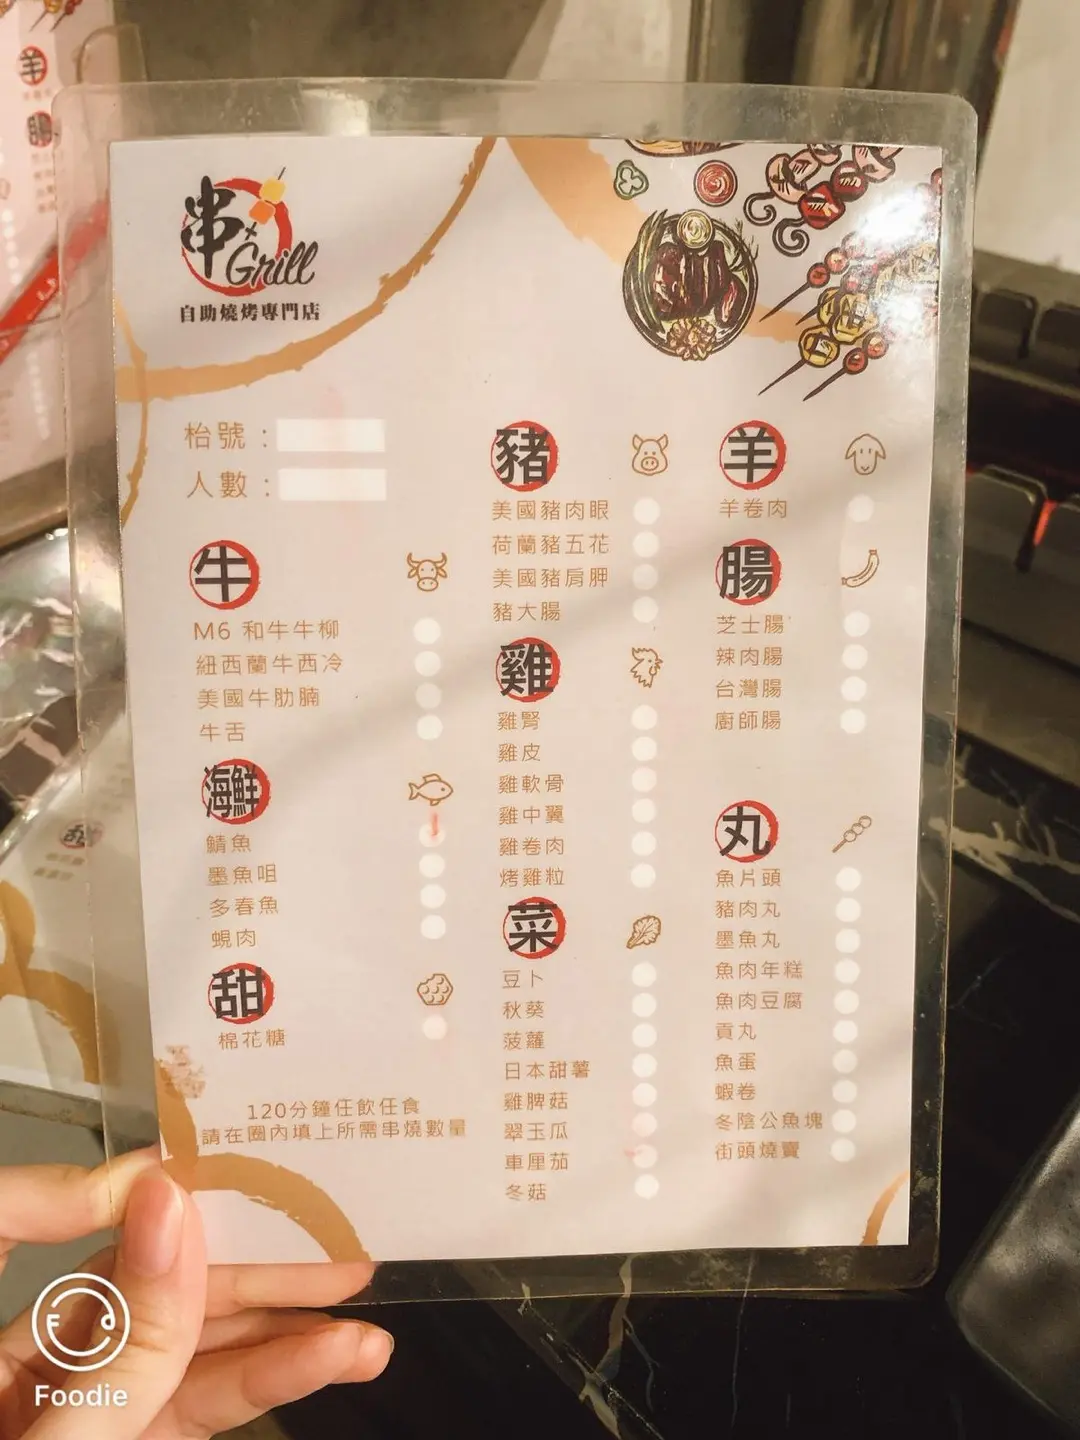 串
Grill
自助燒烤專門店
枱號：
人數：
牛
M6 和牛牛柳
紐西蘭牛西冷
美國牛肋腩
牛舌
海鮮
鯖魚
墨魚咀
多春魚
蜆肉
甜
棉花糖
120分鐘任飲任食
請在圈內填上所需串燒數量
豬
美國豬肉眼
荷蘭豬五花
美國豬肩胛
豬大腸
雞
雞腎
雞皮
雞軟骨
雞中翼
雞卷肉
烤雞粒
菜
豆卜
秋葵
菠蘿
日本甜薯
雞脾菇
翠玉瓜
車厘茄
冬菇
羊
羊卷肉
腸
芝士腸
辣肉腸
台灣腸
廚師腸
丸
魚片頭
豬肉丸
墨魚丸
魚肉年糕
魚肉豆腐
貢丸
魚蛋
蝦卷
冬陰公魚塊
街頭燒賣
羊
腸
Foodie